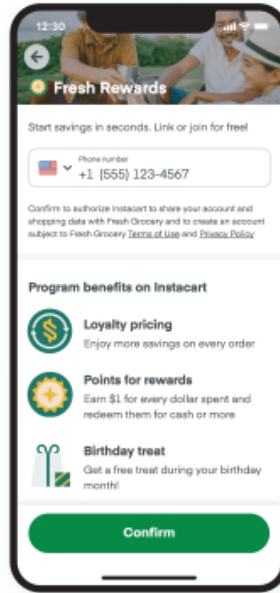 12:30
Fresh Rewards
Start savings in seconds. Link or join for free!
Phone number
+1 (555) 123-4567
Confirm to authorize Instacart to share your account and
shopping data with Fresh Grocery and to create an account
subject to Fresh Grocery Terms of Use and Privacy Policy
Program benefits on Instacart
Loyalty pricing
Enjoy more savings on every order
Points for rewards
Earn $1 for every dollar spent and
redeem them for cash or more
Birthday treat
Get a free treat during your birthday
month!
Confirm